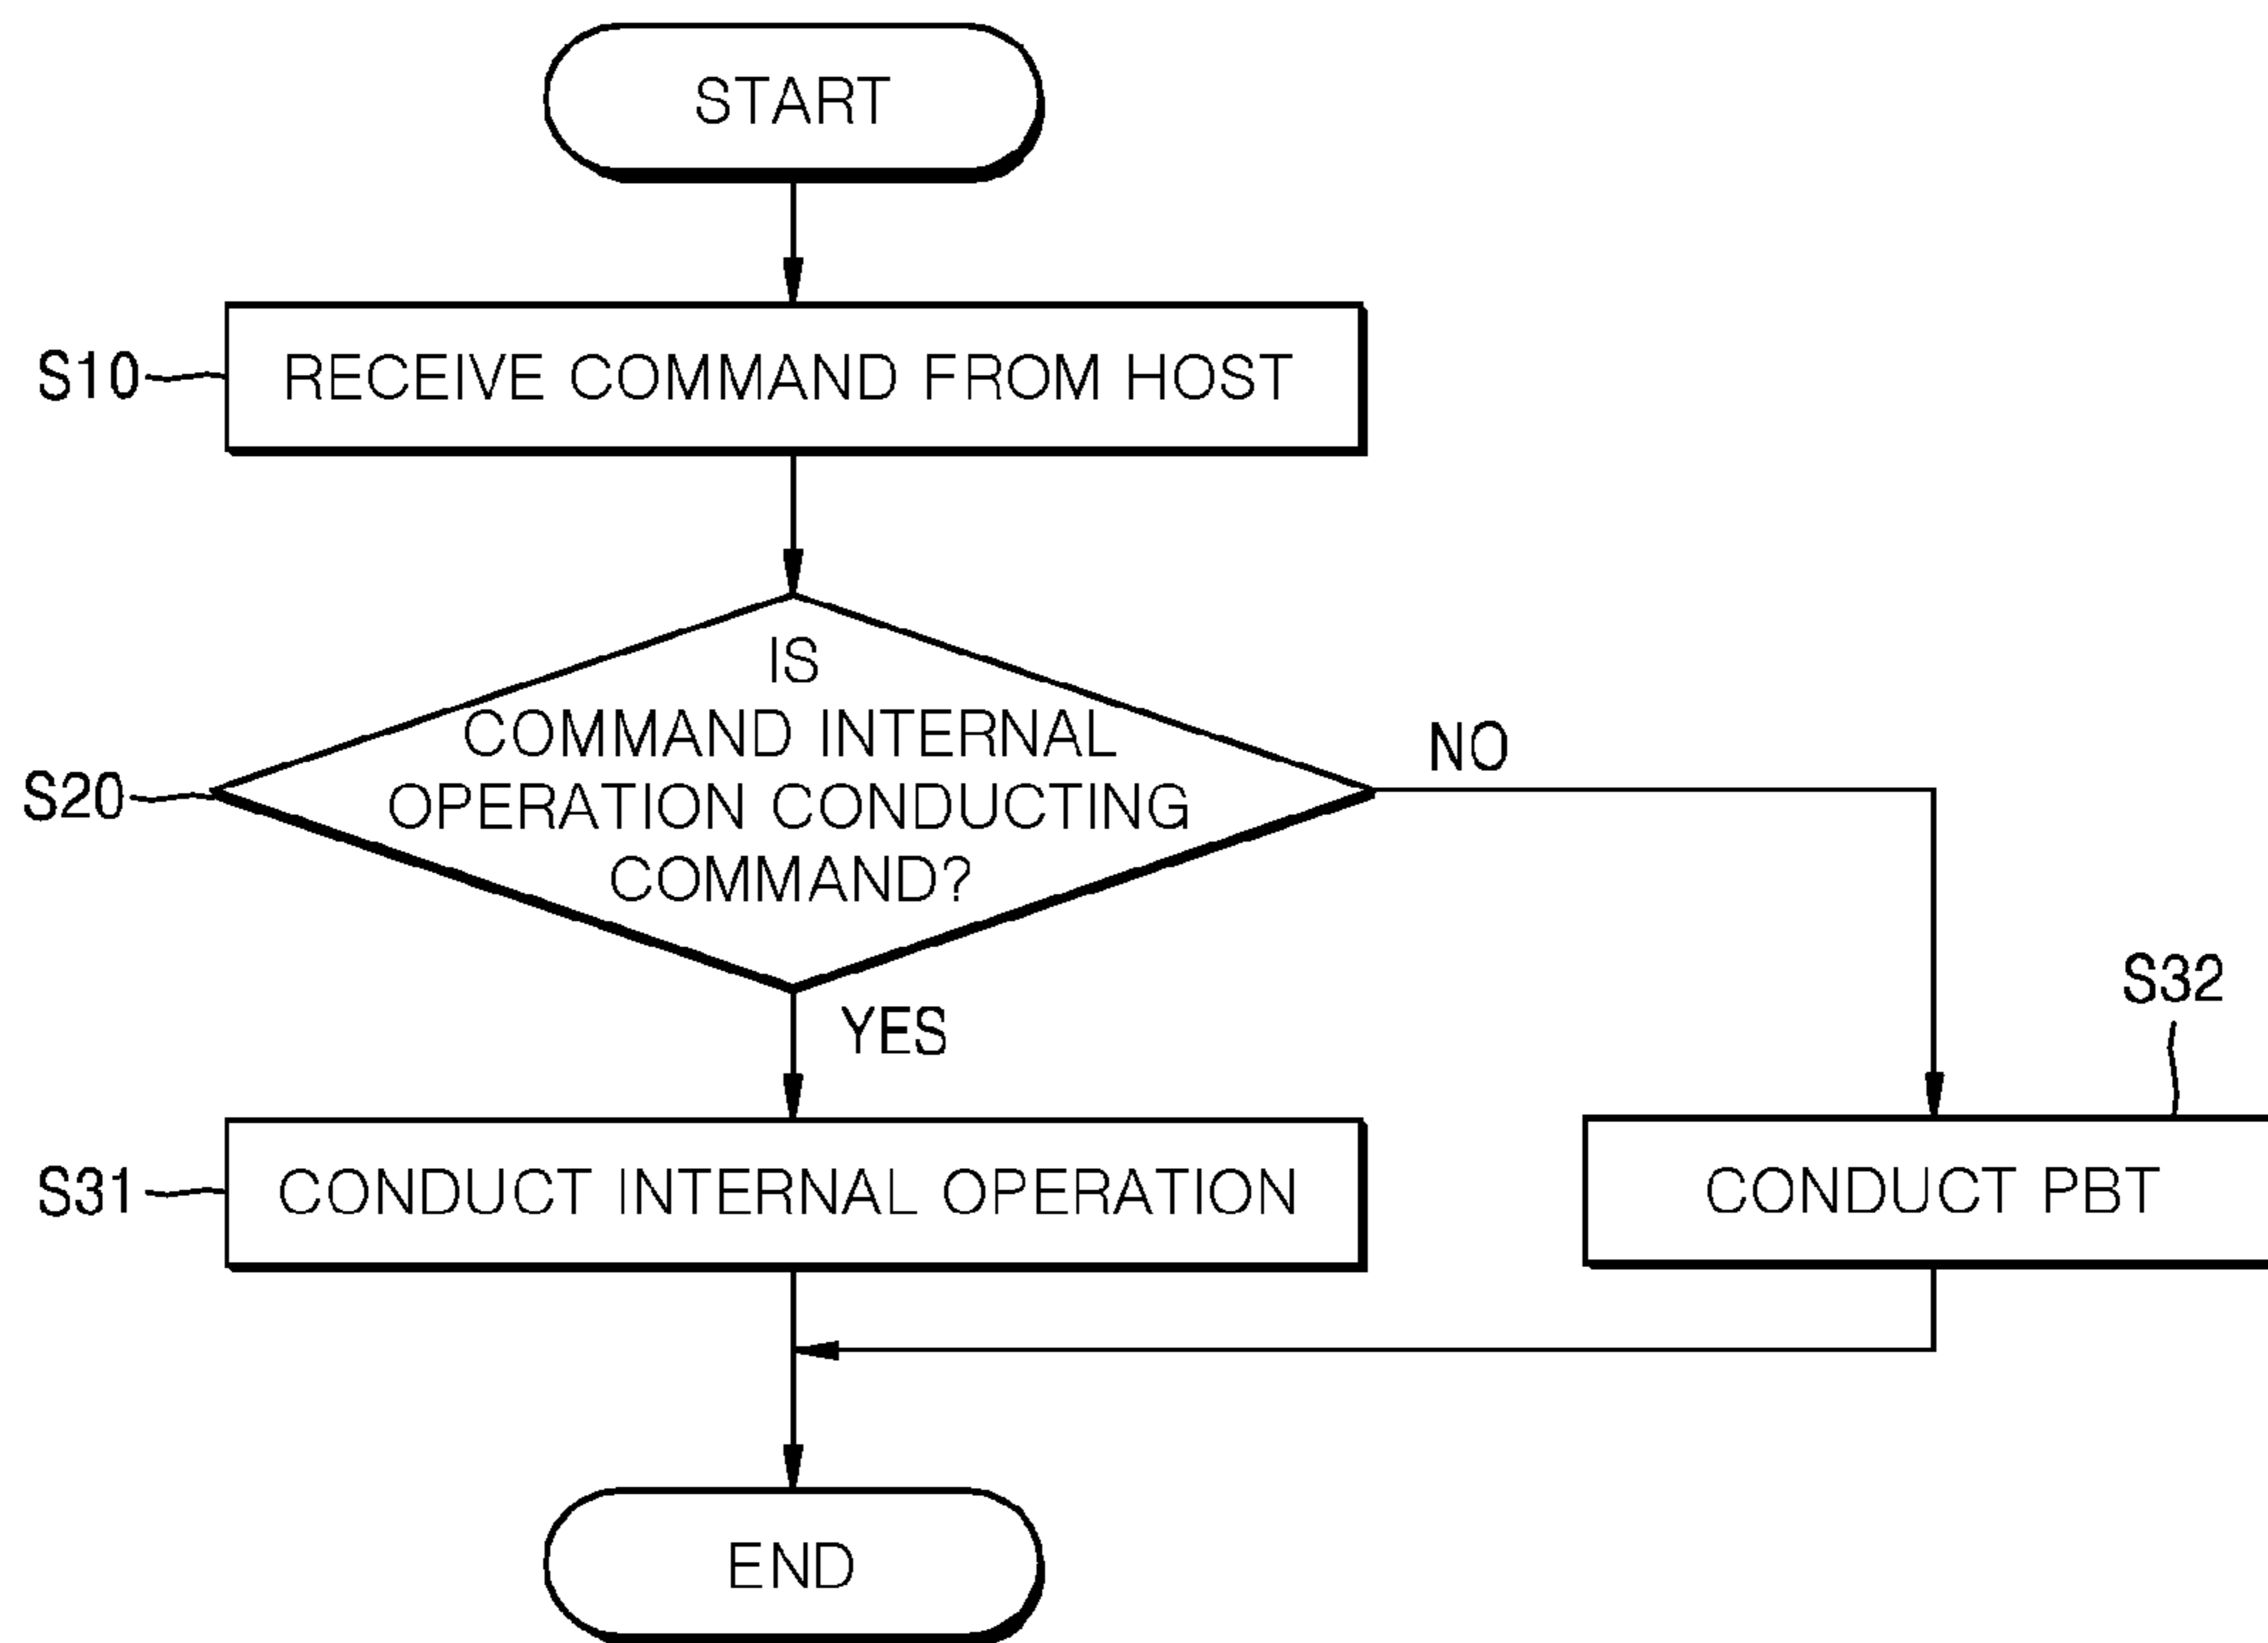 START
S10
RECEIVE COMMAND FROM HOST
IS
COMMAND INTERNAL
OPERATION CONDUCTING
COMMAND?
S20
NO
YES
S32
S31
CONDUCT INTERNAL OPERATION
CONDUCT PBT
END